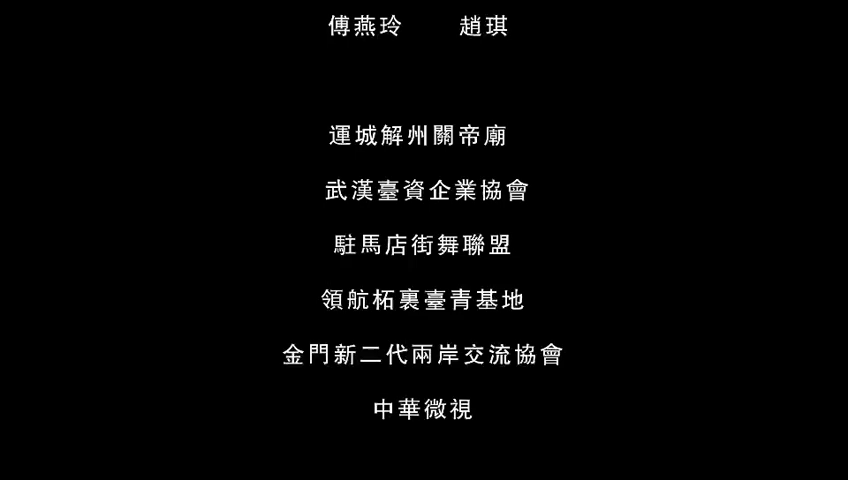 傅燕玲 趙琪
運城解州關帝廟
武漢臺資企業協會
駐馬店街舞聯盟
領航柘裏臺青基地
金門新二代兩岸交流協會
中華微視